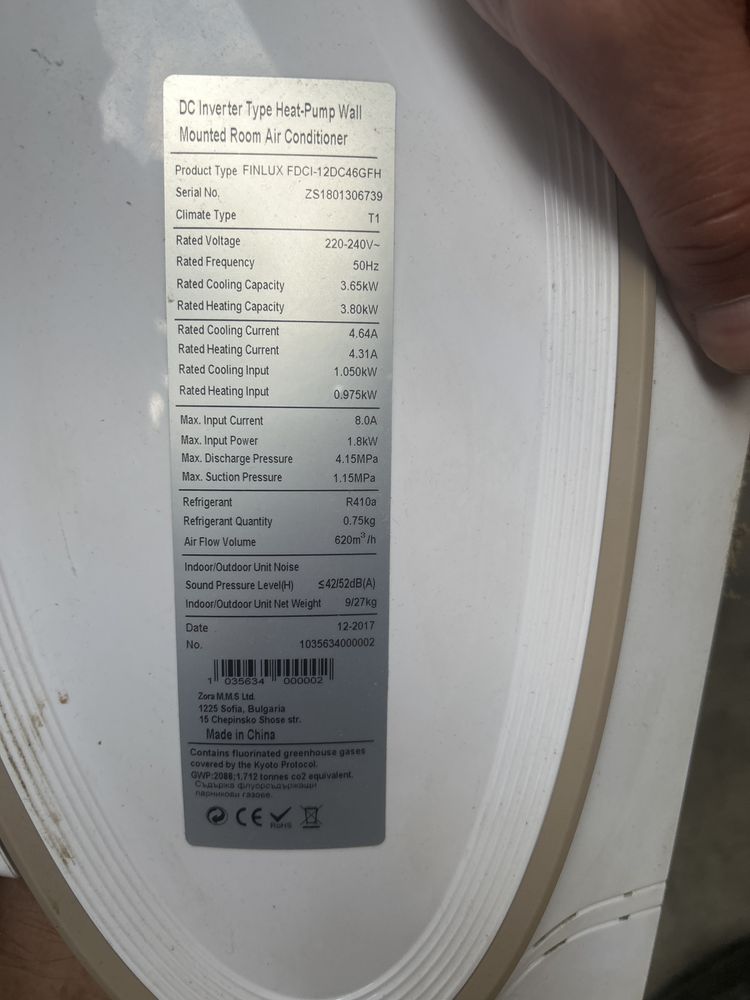 DC Inverter Type Heat-Pump Wall
Mounted Room Air Conditioner
Product Type FINLUX FDCI-12DC46GFH
Serial No. ZS1801306739
Climate Type T1
Rated Voltage 220-240V~
Rated Frequency 50Hz
Rated Cooling Capacity 3.65kW
Rated Heating Capacity 3.80kW
Rated Cooling Current 4.64A
Rated Heating Current 4.31A
Rated Cooling Input 1.050kW
Rated Heating Input 0.975kW
Max. Input Current 8.0A
Max. Input Power 1.8kW
Max. Discharge Pressure 4.15MPa
Max. Suction Pressure 1.15MPa
Refrigerant R410a
Refrigerant Quantity 0.75kg
Air Flow Volume 620m³/h
Indoor/Outdoor Unit Noise
Sound Pressure Level(H) ≤42/52dB(A)
Indoor/Outdoor Unit Net Weight 9/27kg
Date 12-2017
No. 1035634000002
1 035634 000002
Zora M.M.S Ltd.
1225 Sofia, Bulgaria
15 Chepinsko Shose str.
Made in China
Contains fluorinated greenhouse gases
covered by the Kyoto Protocol.
GWP:2088;1.712 tonnes co2 equivalent.
Съдържа флуорсъдържащи
парникови газове.
CE RoHS